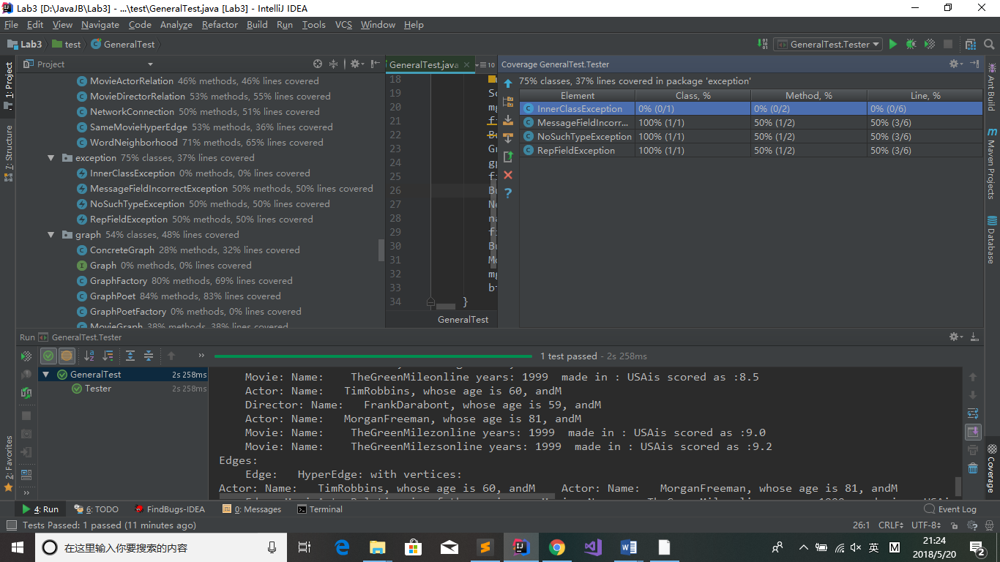 Lab3 [D:\JavaJB\Lab3] - ...\test\GeneralTest.java [Lab3] - IntelliJ IDEA
File Edit View Navigate Code Analyze Refactor Build Run Tools VCS Window Help
Lab3 test GeneralTest GeneralTest.Tester
1: Project
Z: Structure
2: Favorites
Project
MovieActorRelation 46% methods, 46% lines covered
MovieDirectorRelation 53% methods, 55% lines covered
NetworkConnection 50% methods, 51% lines covered
SameMovieHyperEdge 53% methods, 36% lines covered
WordNeighborhood 71% methods, 65% lines covered
exception 75% classes, 37% lines covered
InnerClassException 0% methods, 0% lines covered
MessageFieldIncorrectException 50% methods, 50% lines covered
NoSuchTypeException 50% methods, 50% lines covered
RepFieldException 50% methods, 50% lines covered
graph 54% classes, 48% lines covered
ConcreteGraph 28% methods, 32% lines covered
Graph 0% methods, 0% lines covered
GraphFactory 80% methods, 69% lines covered
GraphPoet 84% methods, 83% lines covered
GraphPoetFactory 0% methods, 0% lines covered
MovieGraph 38% methods, 38% lines covered
GeneralTest.java 10
18
19 Sc
20 mg
21 fi
22 Bu
23 Gr
24 gp
25 fi
26 Bu
27 Ne
28 na
29 fi
30 Bu
31 Mo
32 mg
33 bt
34 }
GeneralTest
Coverage GeneralTest.Tester
75% classes, 37% lines covered in package 'exception'
Element Class, % Method, % Line, %
InnerClassException 0% (0/1) 0% (0/2) 0% (0/6)
MessageFieldIncorr... 100% (1/1) 50% (1/2) 50% (3/6)
NoSuchTypeException 100% (1/1) 50% (1/2) 50% (3/6)
RepFieldException 100% (1/1) 50% (1/2) 50% (3/6)
Ant Build
Maven Projects
Database
Coverage
Run GeneralTest.Tester
1 test passed - 2s 258ms
GeneralTest 2s 258ms
Tester 2s 258ms
Movie: Name: TheGreenMileonline years: 1999 made in : USAis scored as :8.5
Actor: Name: TimRobbins, whose age is 60, andM
Director: Name: FrankDarabont, whose age is 59, andM
Actor: Name: MorganFreeman, whose age is 81, andM
Movie: Name: TheGreenMilezonline years: 1999 made in : USAis scored as :9.0
Movie: Name: TheGreenMilezsonline years: 1999 made in : USAis scored as :9.2
Edges:
Edge: HyperEdge: with vertices:
Actor: Name: TimRobbins, whose age is 60, andM Actor: Name: MorganFreeman, whose age is 81, andM
4: Run 6: TODO FindBugs-IDEA 0: Messages Terminal Event Log
Tests Passed: 1 passed (11 minutes ago) 26:1 CRLF UTF-8
在这里输入你要搜索的内容
英 M
21:24
2018/5/20
2